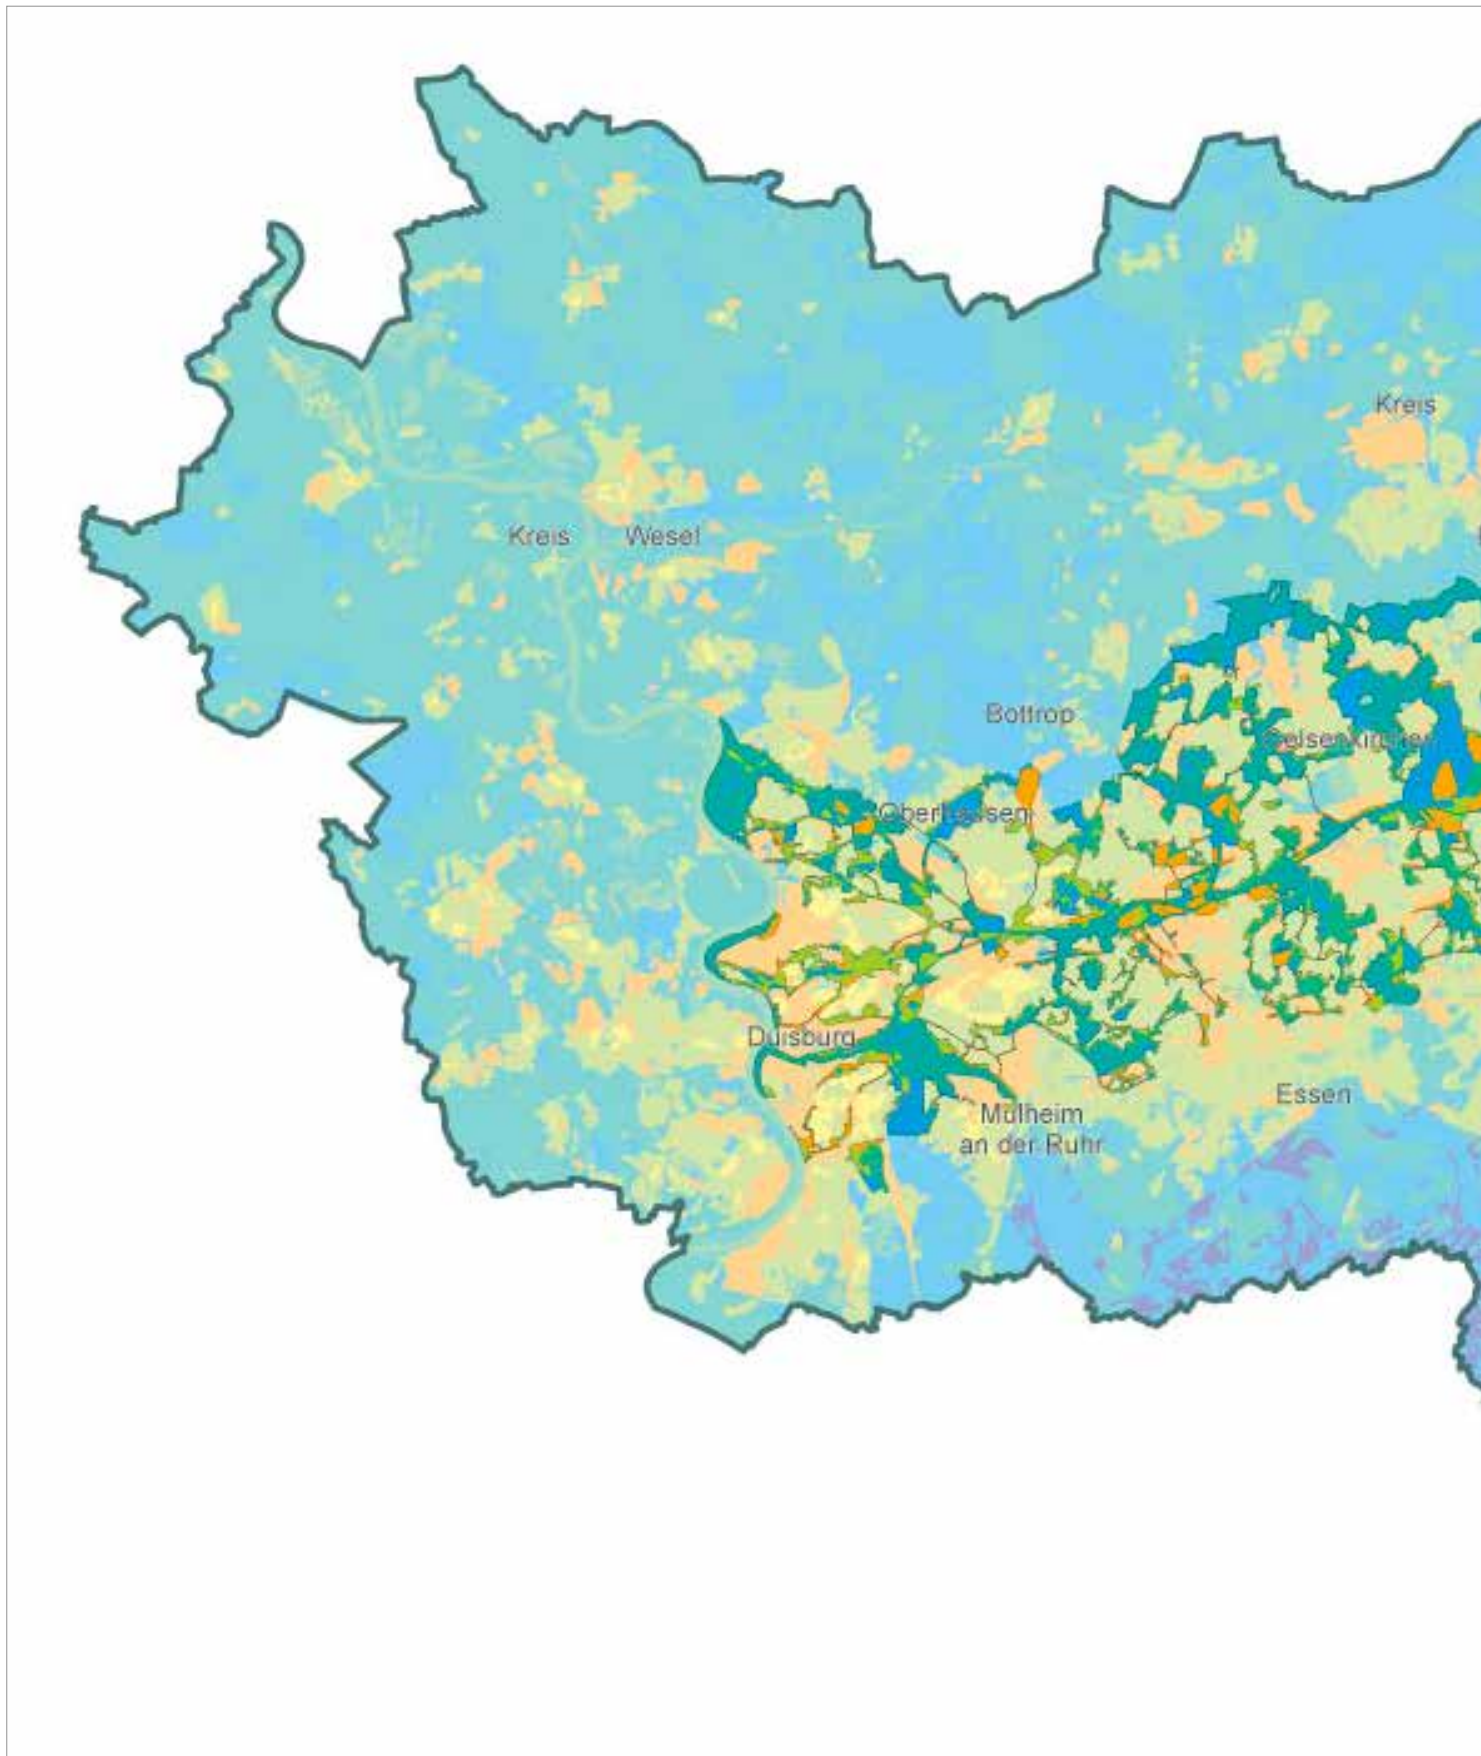 Kreis
Kreis Wesel
Bottrop
Gelsenkirchen
Oberhausen
Duisburg
Essen
Mülheim
an der Ruhr